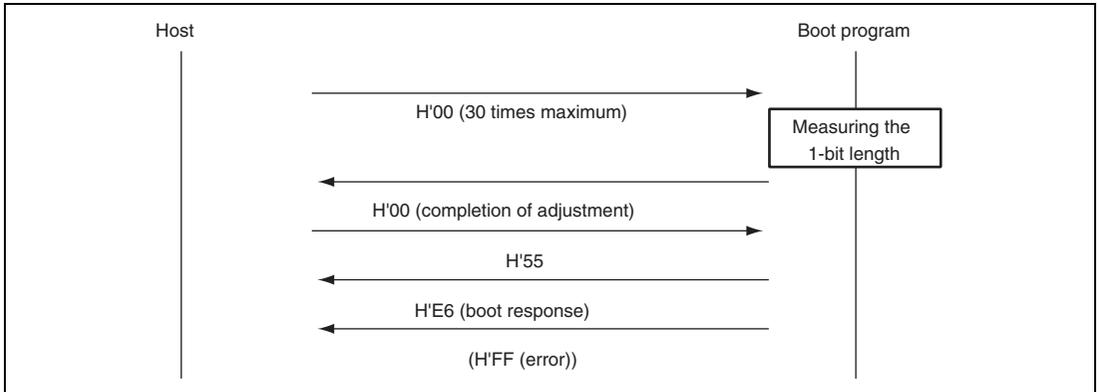 Host
Boot program
H'00 (30 times maximum)
Measuring the
1-bit length
H'00 (completion of adjustment)
H'55
H'E6 (boot response)
(H'FF (error))